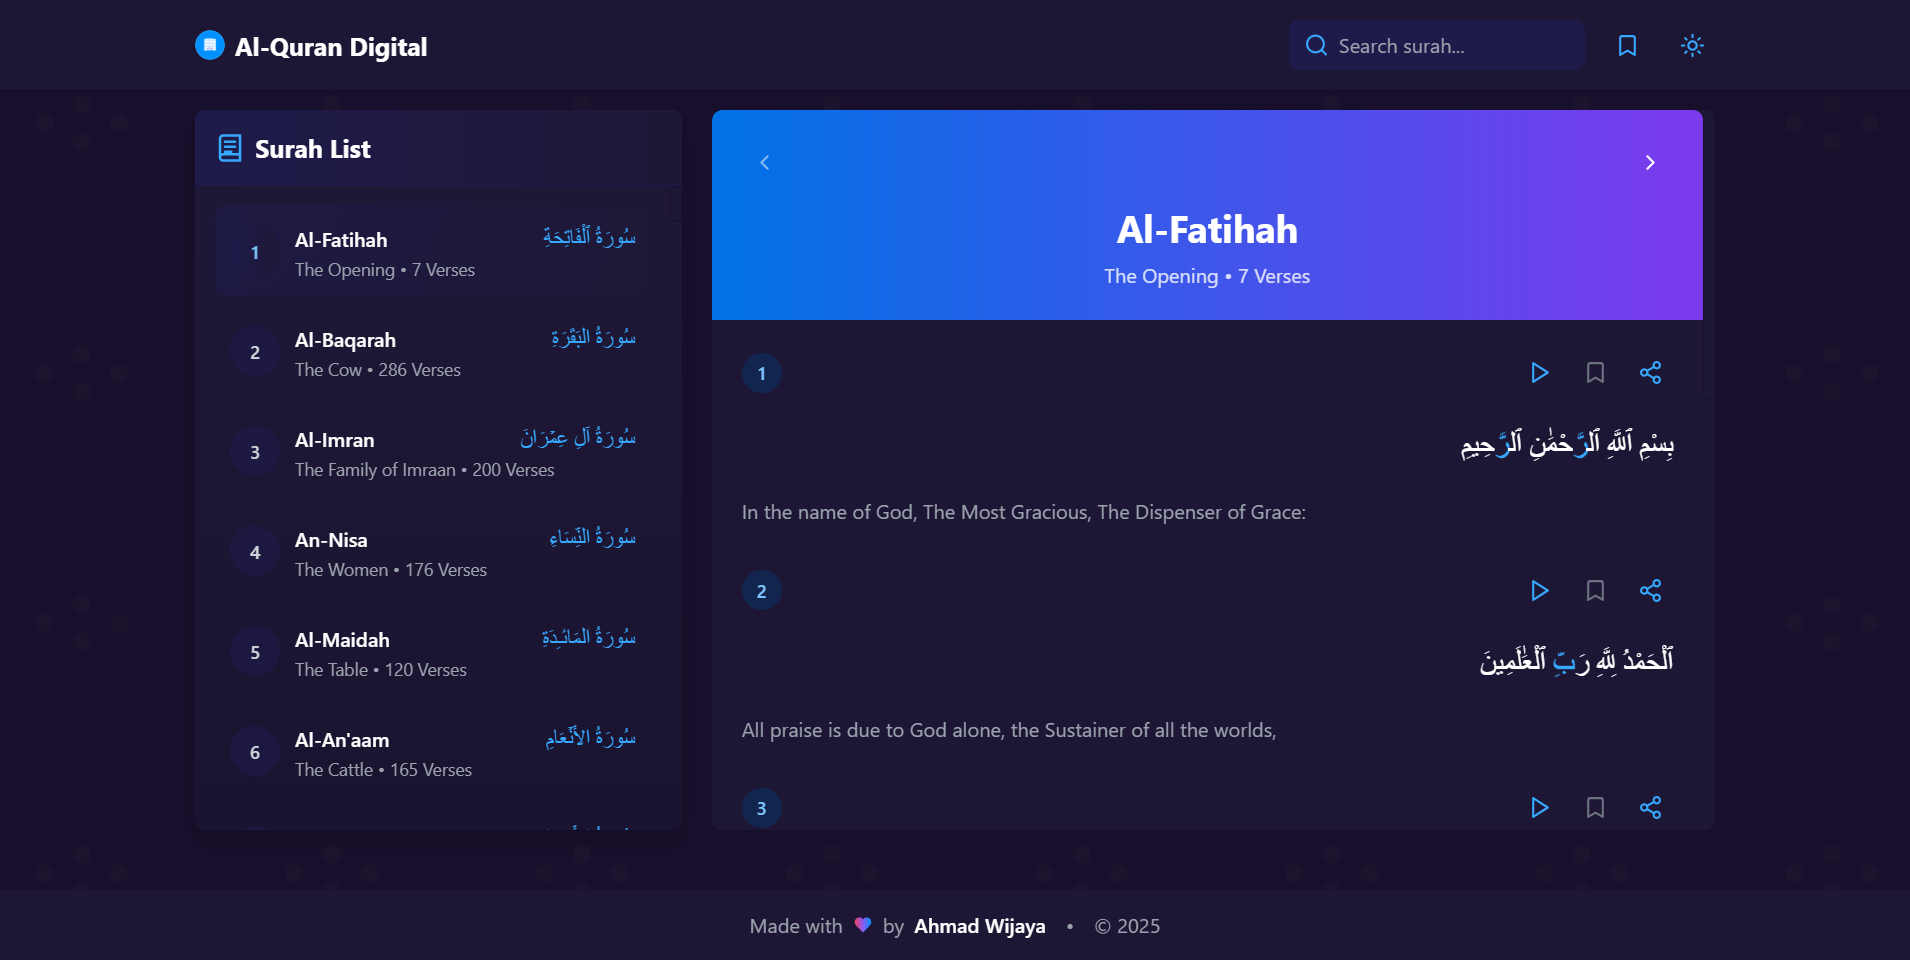 Al-Quran Digital
Search surah...
Surah List
1
Al-Fatihah
سُورَةُ ٱلْفَاتِحَةِ
The Opening • 7 Verses
2
Al-Baqarah
سُورَةُ البَقَرَةِ
The Cow • 286 Verses
3
Al-Imran
سُورَةُ آلِ عِمۡرَانَ
The Family of Imraan • 200 Verses
4
An-Nisa
سُورَةُ النِّسَاءِ
The Women • 176 Verses
5
Al-Maidah
سُورَةُ المَائـِدَةِ
The Table • 120 Verses
6
Al-An'aam
سُورَةُ الأَنۡعَامِ
The Cattle • 165 Verses
Al-Fatihah
The Opening • 7 Verses
1
بِسْمِ ٱللَّهِ ٱلرَّحْمَٰنِ ٱلرَّحِيمِ
In the name of God, The Most Gracious, The Dispenser of Grace:
2
ٱلْحَمْدُ لِلَّهِ رَبِّ ٱلْعَٰلَمِينَ
All praise is due to God alone, the Sustainer of all the worlds,
3
Made with by Ahmad Wijaya • © 2025